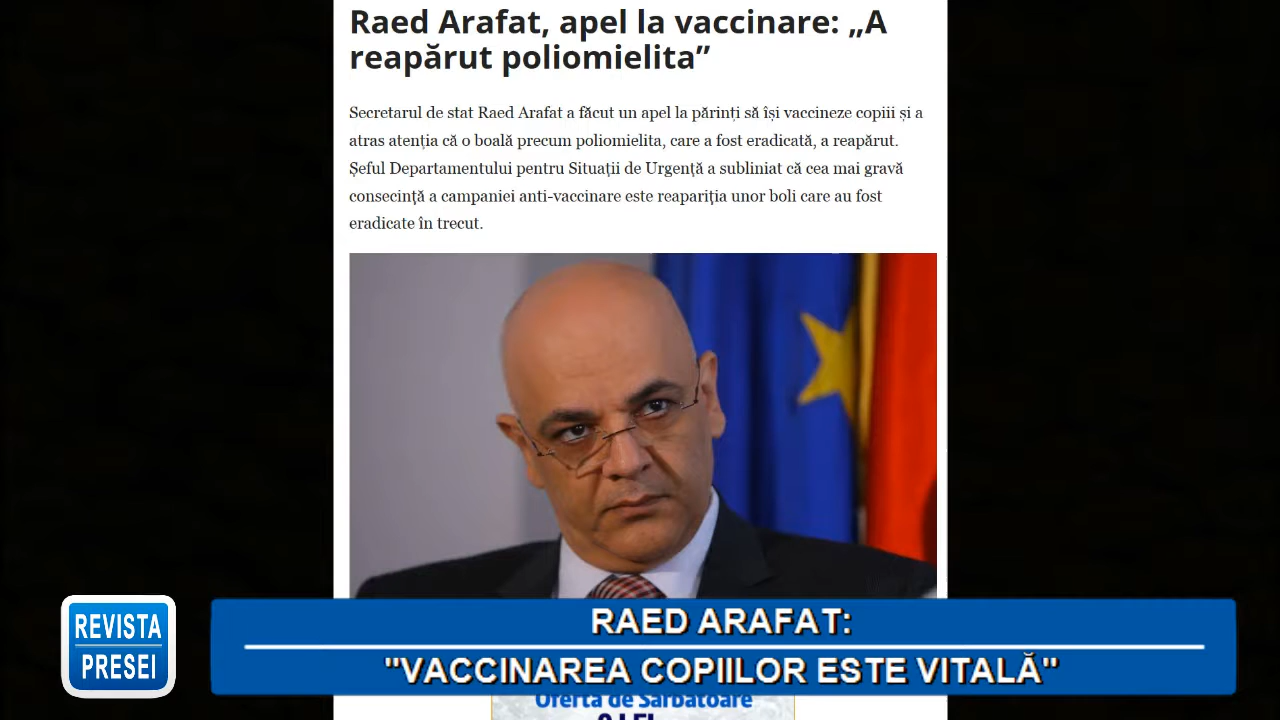 Raed Arafat, apel la vaccinare: „A
reapărut poliomielita”
Secretarul de stat Raed Arafat a făcut un apel la părinți să își vaccineze copiii și a
atras atenția că o boală precum poliomielita, care a fost eradicată, a reapărut.
Șeful Departamentului pentru Situații de Urgență a subliniat că cea mai gravă
consecință a campaniei anti-vaccinare este reapariția unor boli care au fost
eradicate în trecut.
REVISTA
PRESEI
RAED ARAFAT:
"VACCINAREA COPIILOR ESTE VITALĂ"
Oferta de Sărbătoare